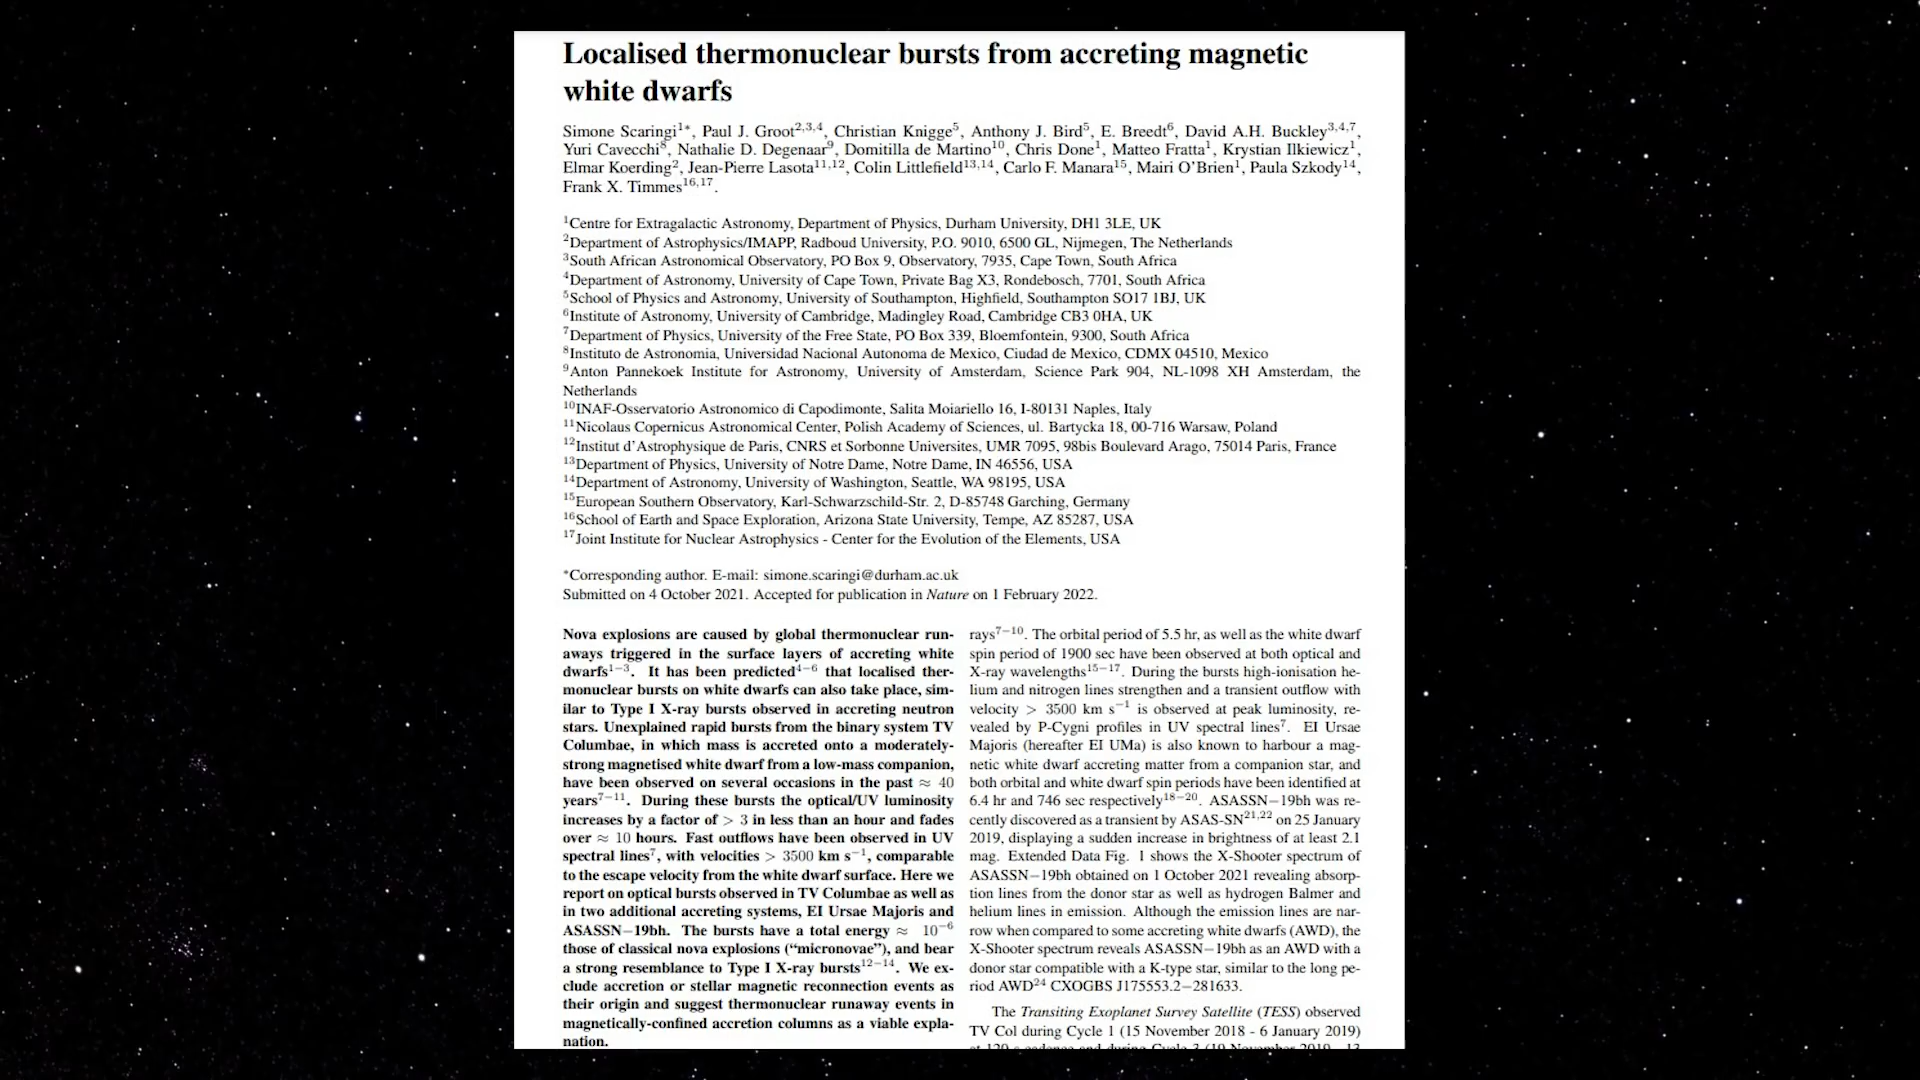 Localised thermonuclear bursts from accreting magnetic
white dwarfs
Simone Scaringi1*, Paul J. Groot2,3,4, Christian Knigge5, Anthony J. Bird5, E. Breedt6, David A.H. Buckley3,4,7,
Yuri Cavecchi8, Nathalie D. Degenaar9, Domitilla de Martino10, Chris Done1, Matteo Fratta1, Krystian Ilkiewicz1,
Elmar Koerding2, Jean-Pierre Lasota11,12, Colin Littlefield13,14, Carlo F. Manara15, Mairi O'Brien1, Paula Szkody14,
Frank X. Timmes16,17.
1Centre for Extragalactic Astronomy, Department of Physics, Durham University, DH1 3LE, UK
2Department of Astrophysics/IMAPP, Radboud University, P.O. 9010, 6500 GL, Nijmegen, The Netherlands
3South African Astronomical Observatory, PO Box 9, Observatory, 7935, Cape Town, South Africa
4Department of Astronomy, University of Cape Town, Private Bag X3, Rondebosch, 7701, South Africa
5School of Physics and Astronomy, University of Southampton, Highfield, Southampton SO17 1BJ, UK
6Institute of Astronomy, University of Cambridge, Madingley Road, Cambridge CB3 0HA, UK
7Department of Physics, University of the Free State, PO Box 339, Bloemfontein, 9300, South Africa
8Instituto de Astronomia, Universidad Nacional Autonoma de Mexico, Ciudad de Mexico, CDMX 04510, Mexico
9Anton Pannekoek Institute for Astronomy, University of Amsterdam, Science Park 904, NL-1098 XH Amsterdam, the
Netherlands
10INAF-Osservatorio Astronomico di Capodimonte, Salita Moiariello 16, I-80131 Naples, Italy
11Nicolaus Copernicus Astronomical Center, Polish Academy of Sciences, ul. Bartycka 18, 00-716 Warsaw, Poland
12Institut d'Astrophysique de Paris, CNRS et Sorbonne Universites, UMR 7095, 98bis Boulevard Arago, 75014 Paris, France
13Department of Physics, University of Notre Dame, Notre Dame, IN 46556, USA
14Department of Astronomy, University of Washington, Seattle, WA 98195, USA
15European Southern Observatory, Karl-Schwarzschild-Str. 2, D-85748 Garching, Germany
16School of Earth and Space Exploration, Arizona State University, Tempe, AZ 85287, USA
17Joint Institute for Nuclear Astrophysics - Center for the Evolution of the Elements, USA
*Corresponding author. E-mail: simone.scaringi@durham.ac.uk
Submitted on 4 October 2021. Accepted for publication in Nature on 1 February 2022.
Nova explosions are caused by global thermonuclear run-
aways triggered in the surface layers of accreting white
dwarfs1−3. It has been predicted4−6 that localised ther-
monuclear bursts on white dwarfs can also take place, sim-
ilar to Type I X-ray bursts observed in accreting neutron
stars. Unexplained rapid bursts from the binary system TV
Columbae, in which mass is accreted onto a moderately-
strong magnetised white dwarf from a low-mass companion,
have been observed on several occasions in the past ≈ 40
years7−11. During these bursts the optical/UV luminosity
increases by a factor of > 3 in less than an hour and fades
over ≈ 10 hours. Fast outflows have been observed in UV
spectral lines7, with velocities > 3500 km s−1, comparable
to the escape velocity from the white dwarf surface. Here we
report on optical bursts observed in TV Columbae as well as
in two additional accreting systems, EI Ursae Majoris and
ASASSN−19bh. The bursts have a total energy ≈ 10−6
those of classical nova explosions (“micronovae”), and bear
a strong resemblance to Type I X-ray bursts12−14. We ex-
clude accretion or stellar magnetic reconnection events as
their origin and suggest thermonuclear runaway events in
magnetically-confined accretion columns as a viable expla-
nation.
rays7−10. The orbital period of 5.5 hr, as well as the white dwarf
spin period of 1900 sec have been observed at both optical and
X-ray wavelengths15−17. During the bursts high-ionisation he-
lium and nitrogen lines strengthen and a transient outflow with
velocity > 3500 km s−1 is observed at peak luminosity, re-
vealed by P-Cygni profiles in UV spectral lines7. EI Ursae
Majoris (hereafter EI UMa) is also known to harbour a mag-
netic white dwarf accreting matter from a companion star, and
both orbital and white dwarf spin periods have been identified at
6.4 hr and 746 sec respectively18−20. ASASSN−19bh was re-
cently discovered as a transient by ASAS-SN21,22 on 25 January
2019, displaying a sudden increase in brightness of at least 2.1
mag. Extended Data Fig. 1 shows the X-Shooter spectrum of
ASASSN−19bh obtained on 1 October 2021 revealing absorp-
tion lines from the donor star as well as hydrogen Balmer and
helium lines in emission. Although the emission lines are nar-
row when compared to some accreting white dwarfs (AWD), the
X-Shooter spectrum reveals ASASSN−19bh as an AWD with a
donor star compatible with a K-type star, similar to the long pe-
riod AWD24 CXOGBS J175553.2−281633.
The Transiting Exoplanet Survey Satellite (TESS) observed
TV Col during Cycle 1 (15 November 2018 - 6 January 2019)
at 120 s cadence and during Cycle 3 (19 November 2019 - 13